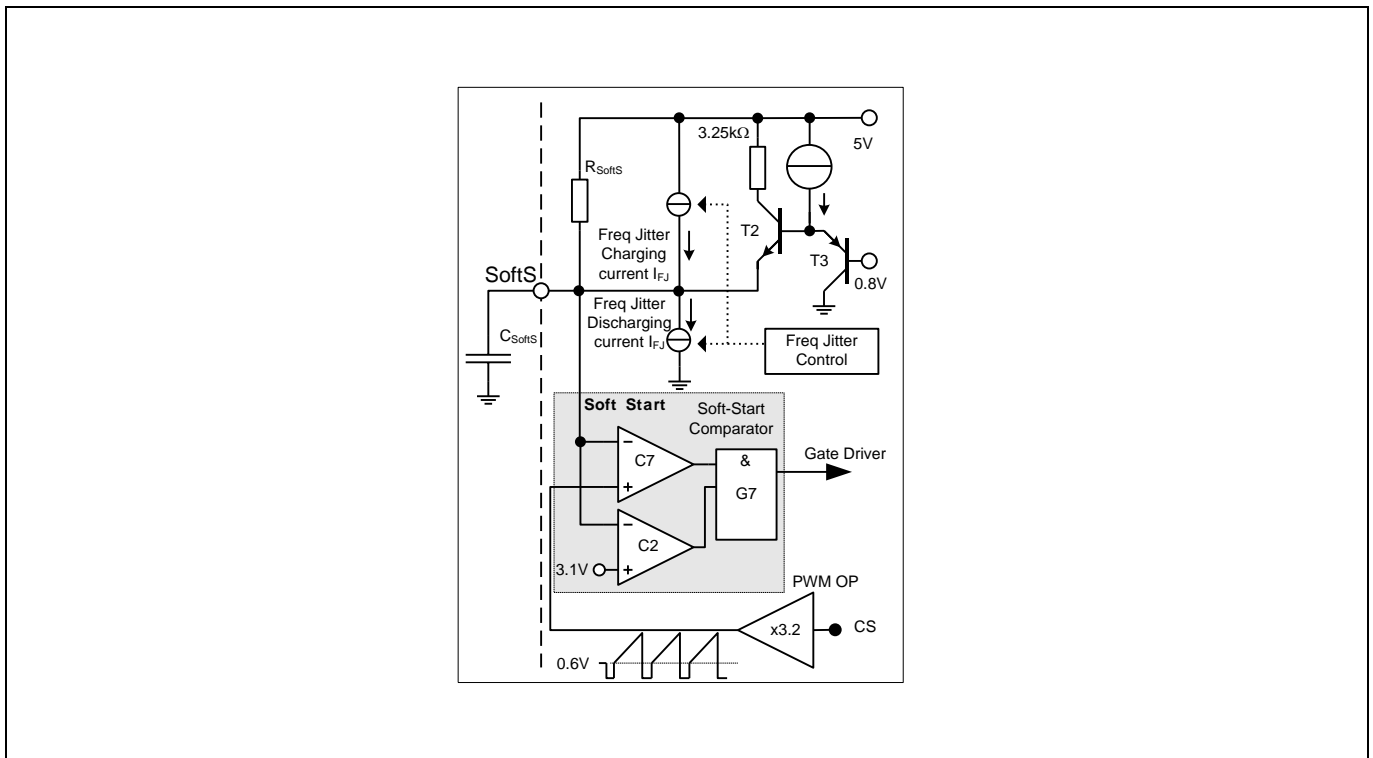 3.25kΩ
5V
RSoftS
T2
Freq Jitter
Charging
current IFJ
T3
0.8V
SoftS
Freq Jitter
Discharging
current IFJ
CSoftS
Freq Jitter
Control
Soft Start
Soft-Start
Comparator
−
C7
+
&
G7
Gate Driver
−
C2
3.1V
+
PWM OP
x3.2
CS
0.6V